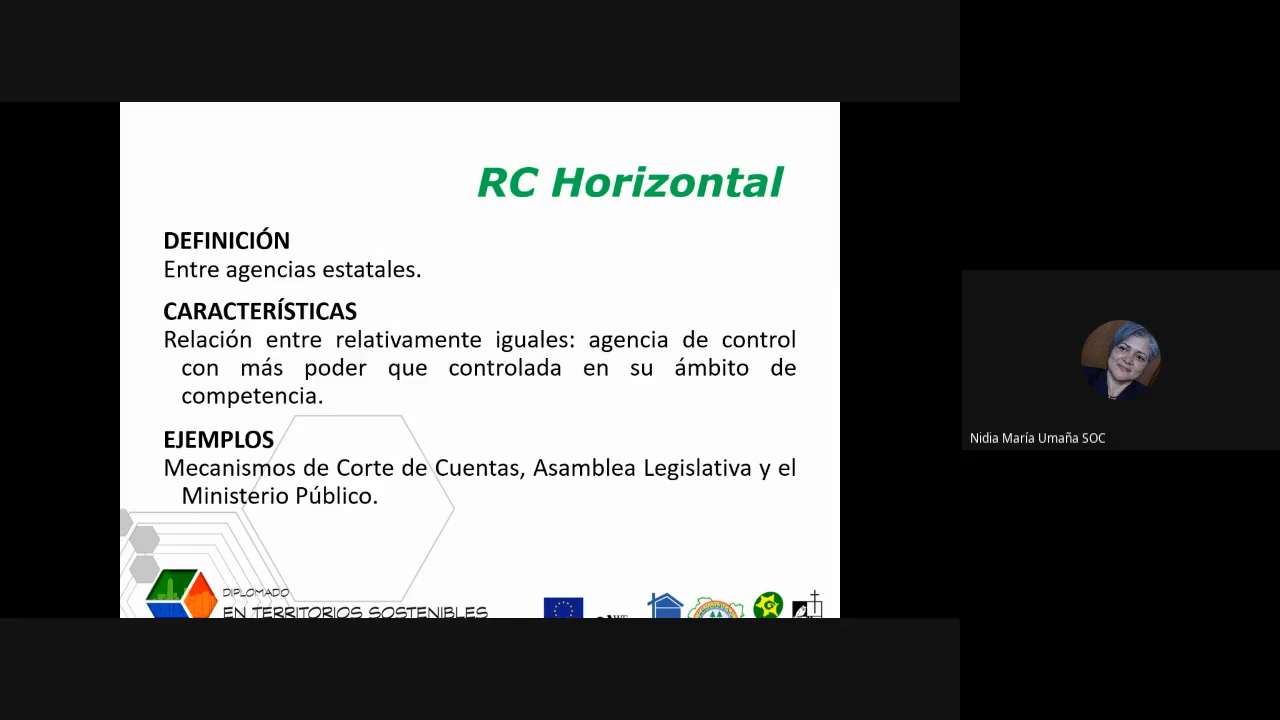 RC Horizontal
DEFINICIÓN
Entre agencias estatales.
CARACTERÍSTICAS
Relación entre relativamente iguales: agencia de control
con más poder que controlada en su ámbito de
competencia.
EJEMPLOS
Mecanismos de Corte de Cuentas, Asamblea Legislativa y el
Ministerio Público.
DIPLOMADO
EN TERRITORIOS SOSTENIBLES
Nidia María Umaña SOC